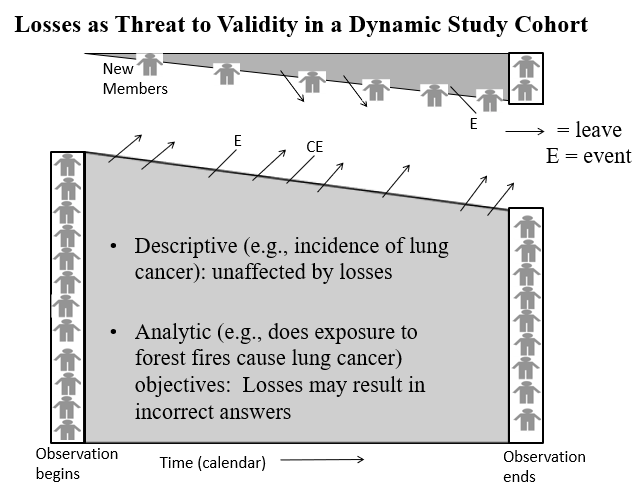 Losses as Threat to Validity in a Dynamic Study Cohort
New
Members
E
= leave
E = event
E
CE
• Descriptive (e.g., incidence of lung
cancer): unaffected by losses
• Analytic (e.g., does exposure to
forest fires cause lung cancer)
objectives: Losses may result in
incorrect answers
Observation
begins
Time (calendar)
Observation
ends